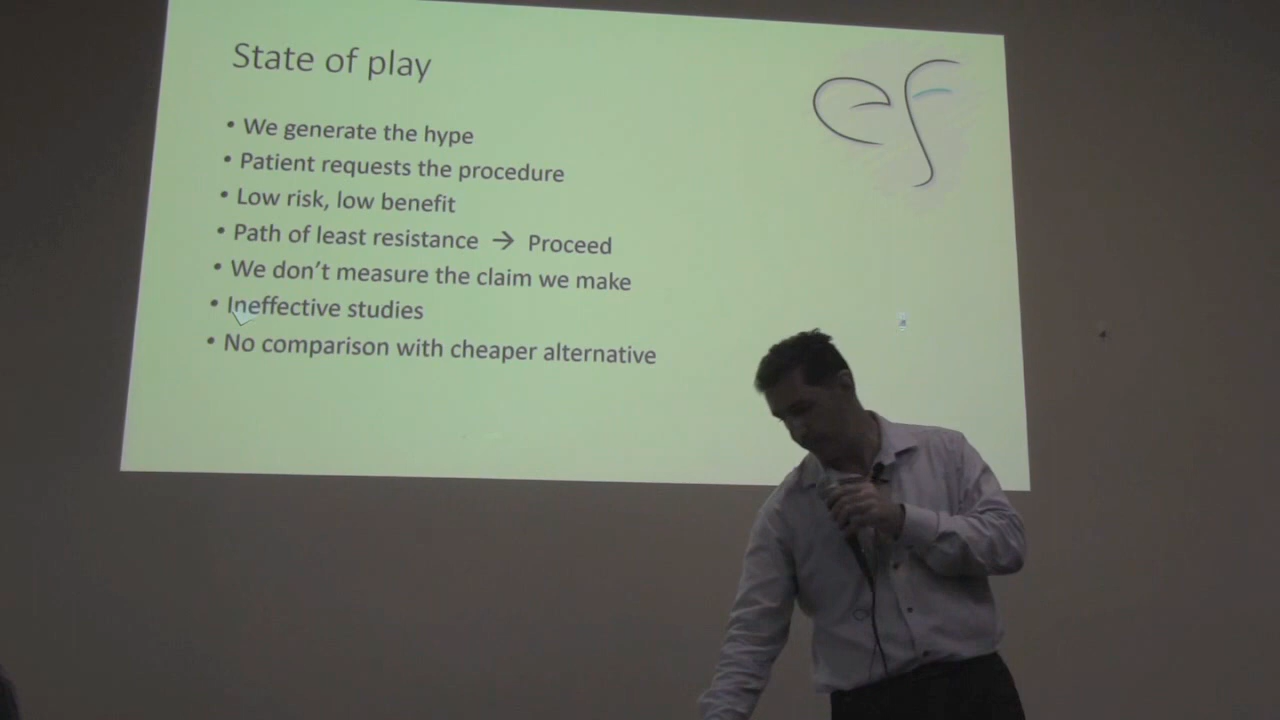 State of play
ef
• We generate the hype
• Patient requests the procedure
• Low risk, low benefit
• Path of least resistance → Proceed
• We don't measure the claim we make
• Ineffective studies
• No comparison with cheaper alternative